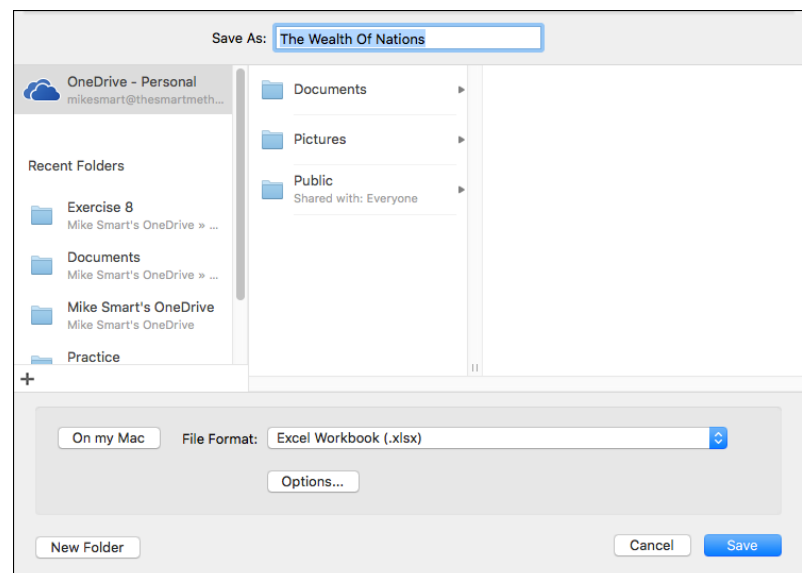 Save As: The Wealth Of Nations
OneDrive - Personal
mikesmart@thesmartmeth...
Recent Folders
Exercise 8
Mike Smart's OneDrive » ...
Documents
Mike Smart's OneDrive » ...
Mike Smart's OneDrive
Mike Smart's OneDrive
Practice
Documents
Pictures
Public
Shared with: Everyone
On my Mac
File Format: Excel Workbook (.xlsx)
Options...
New Folder
Cancel
Save